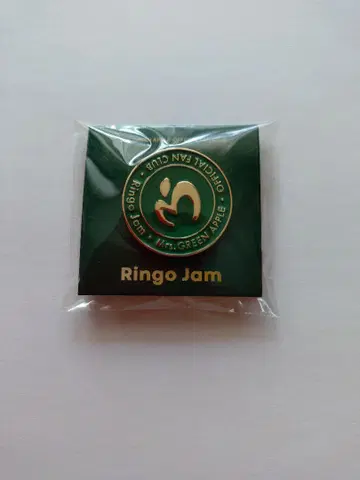 Ringo Jam • Mrs. GREEN APPLE • OFFICIAL FAN CLUB •
Ringo Jam